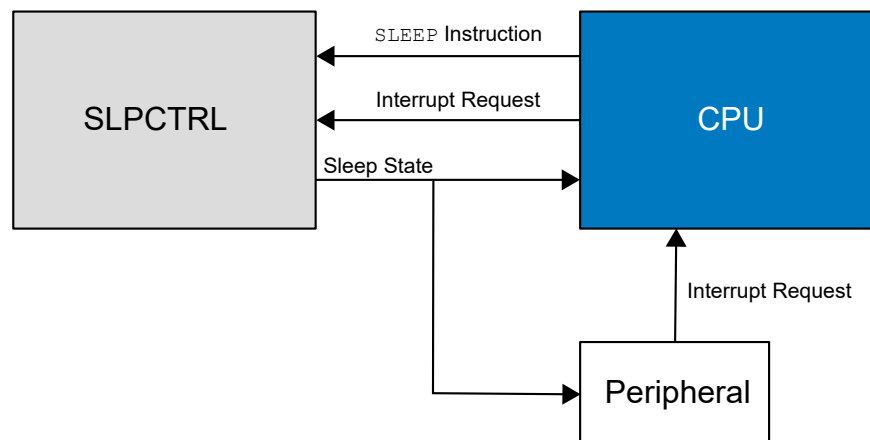 SLEEP Instruction
SLPCTRL
Interrupt Request
CPU
Sleep State
Interrupt Request
Peripheral